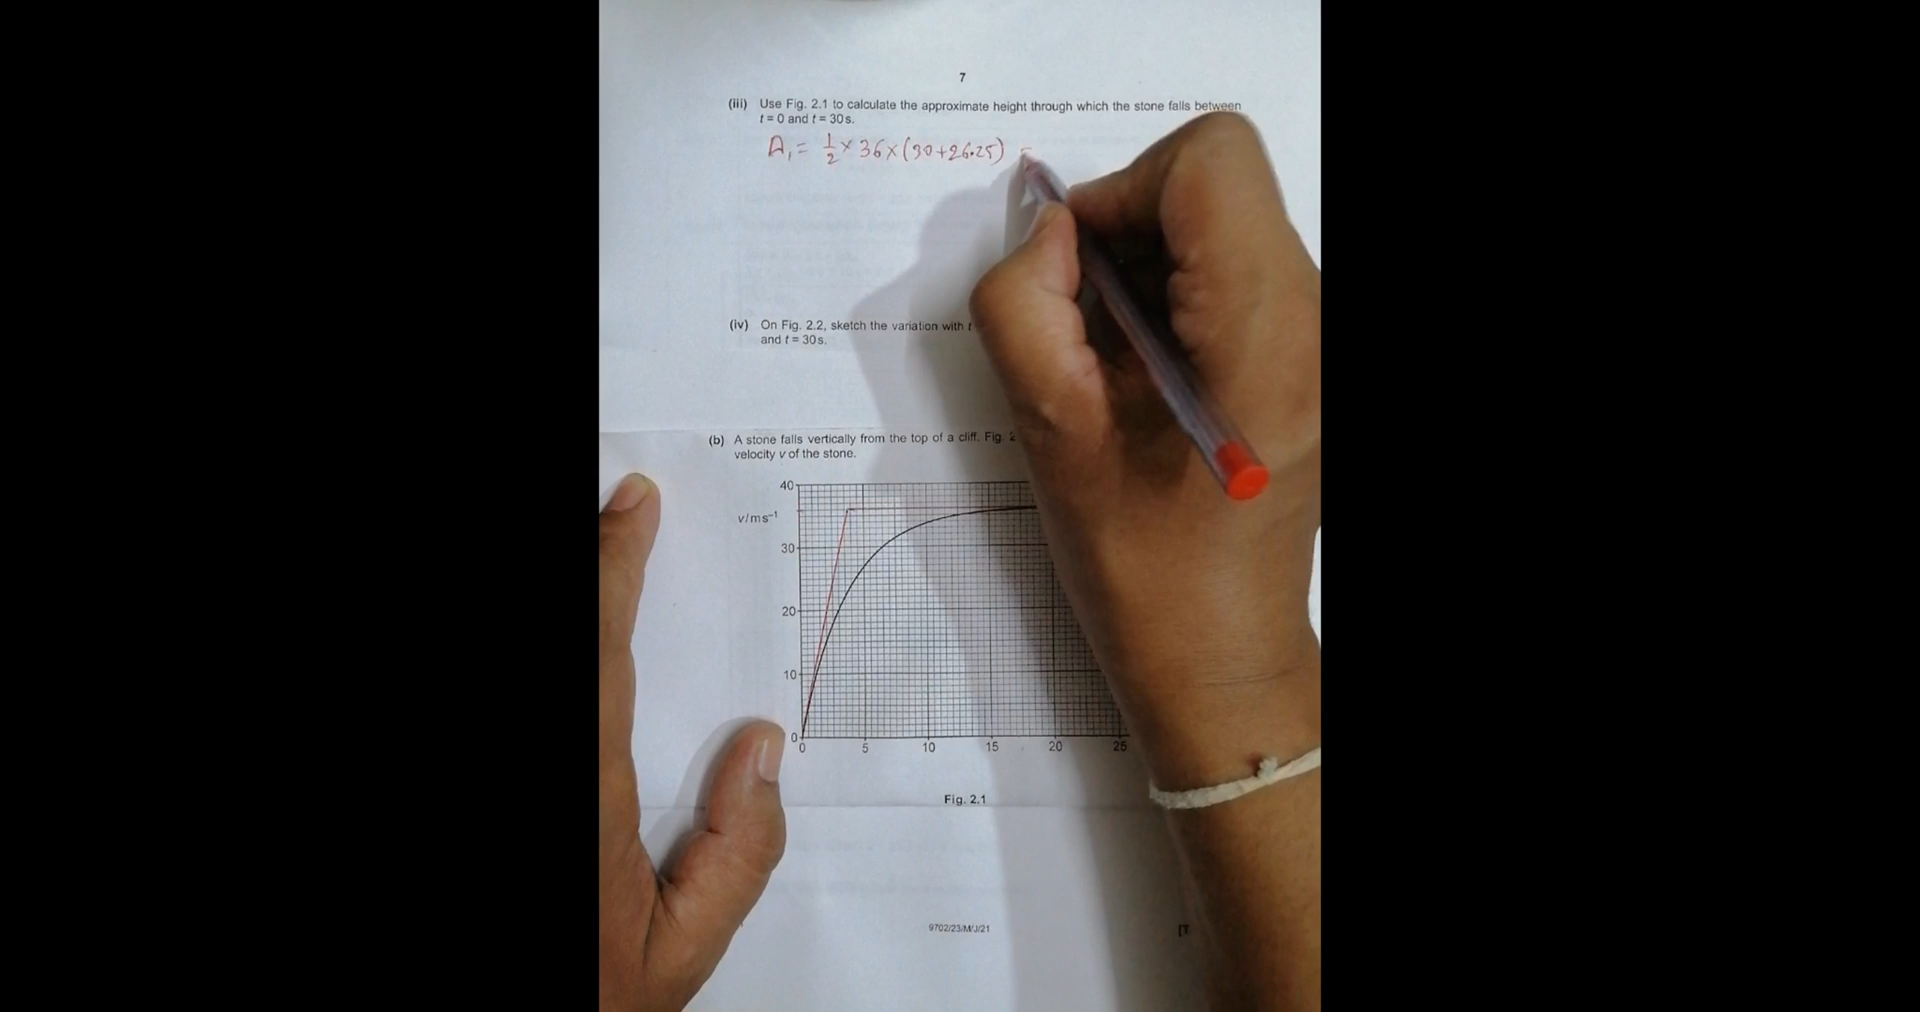 7
(iii) Use Fig. 2.1 to calculate the approximate height through which the stone falls between
t = 0 and t = 30 s.
A₁ = 1/2 × 36 × (30+26.25) =
(iv) On Fig. 2.2, sketch the variation with t
and t = 30 s.
(b) A stone falls vertically from the top of a cliff. Fig. 2
velocity v of the stone.
40
v/ms⁻¹
30
20
10
0
0 5 10 15 20 25
Fig. 2.1
9702/23/M/J/21
[T